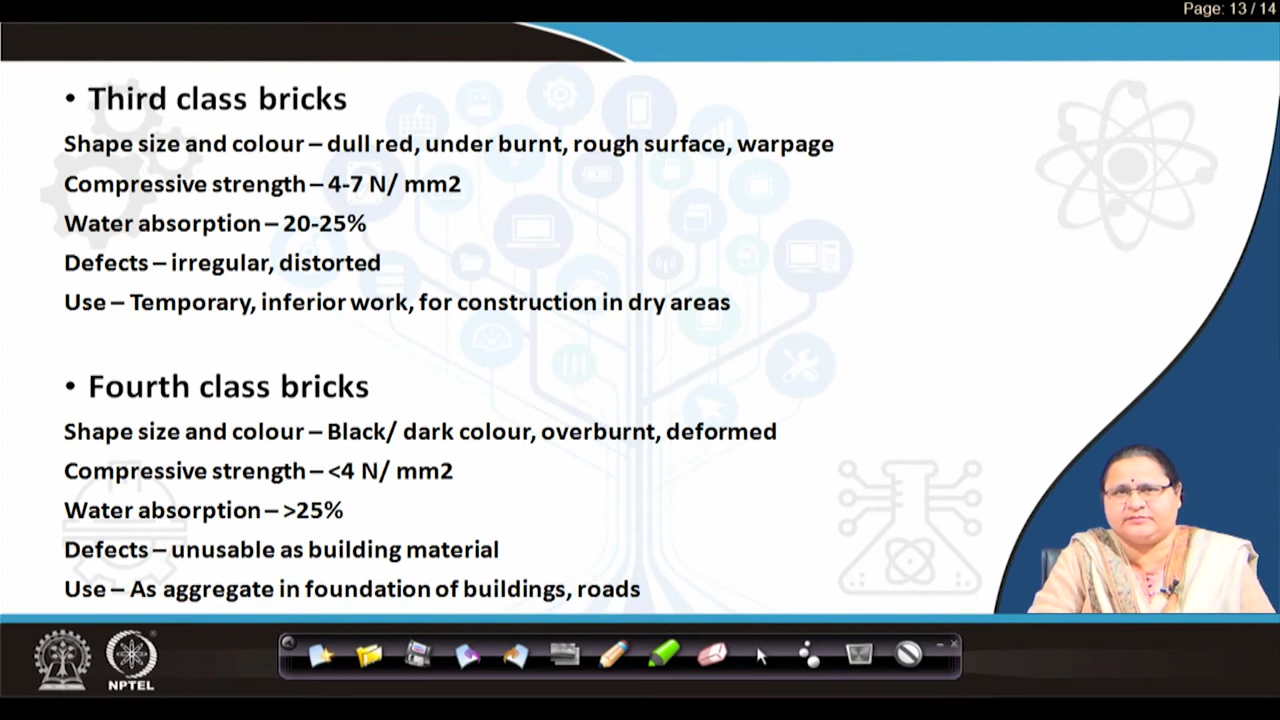 Page: 13 / 14
• Third class bricks
Shape size and colour – dull red, under burnt, rough surface, warpage
Compressive strength – 4-7 N/ mm2
Water absorption – 20-25%
Defects – irregular, distorted
Use – Temporary, inferior work, for construction in dry areas
• Fourth class bricks
Shape size and colour – Black/ dark colour, overburnt, deformed
Compressive strength – <4 N/ mm2
Water absorption – >25%
Defects – unusable as building material
Use – As aggregate in foundation of buildings, roads
NPTEL